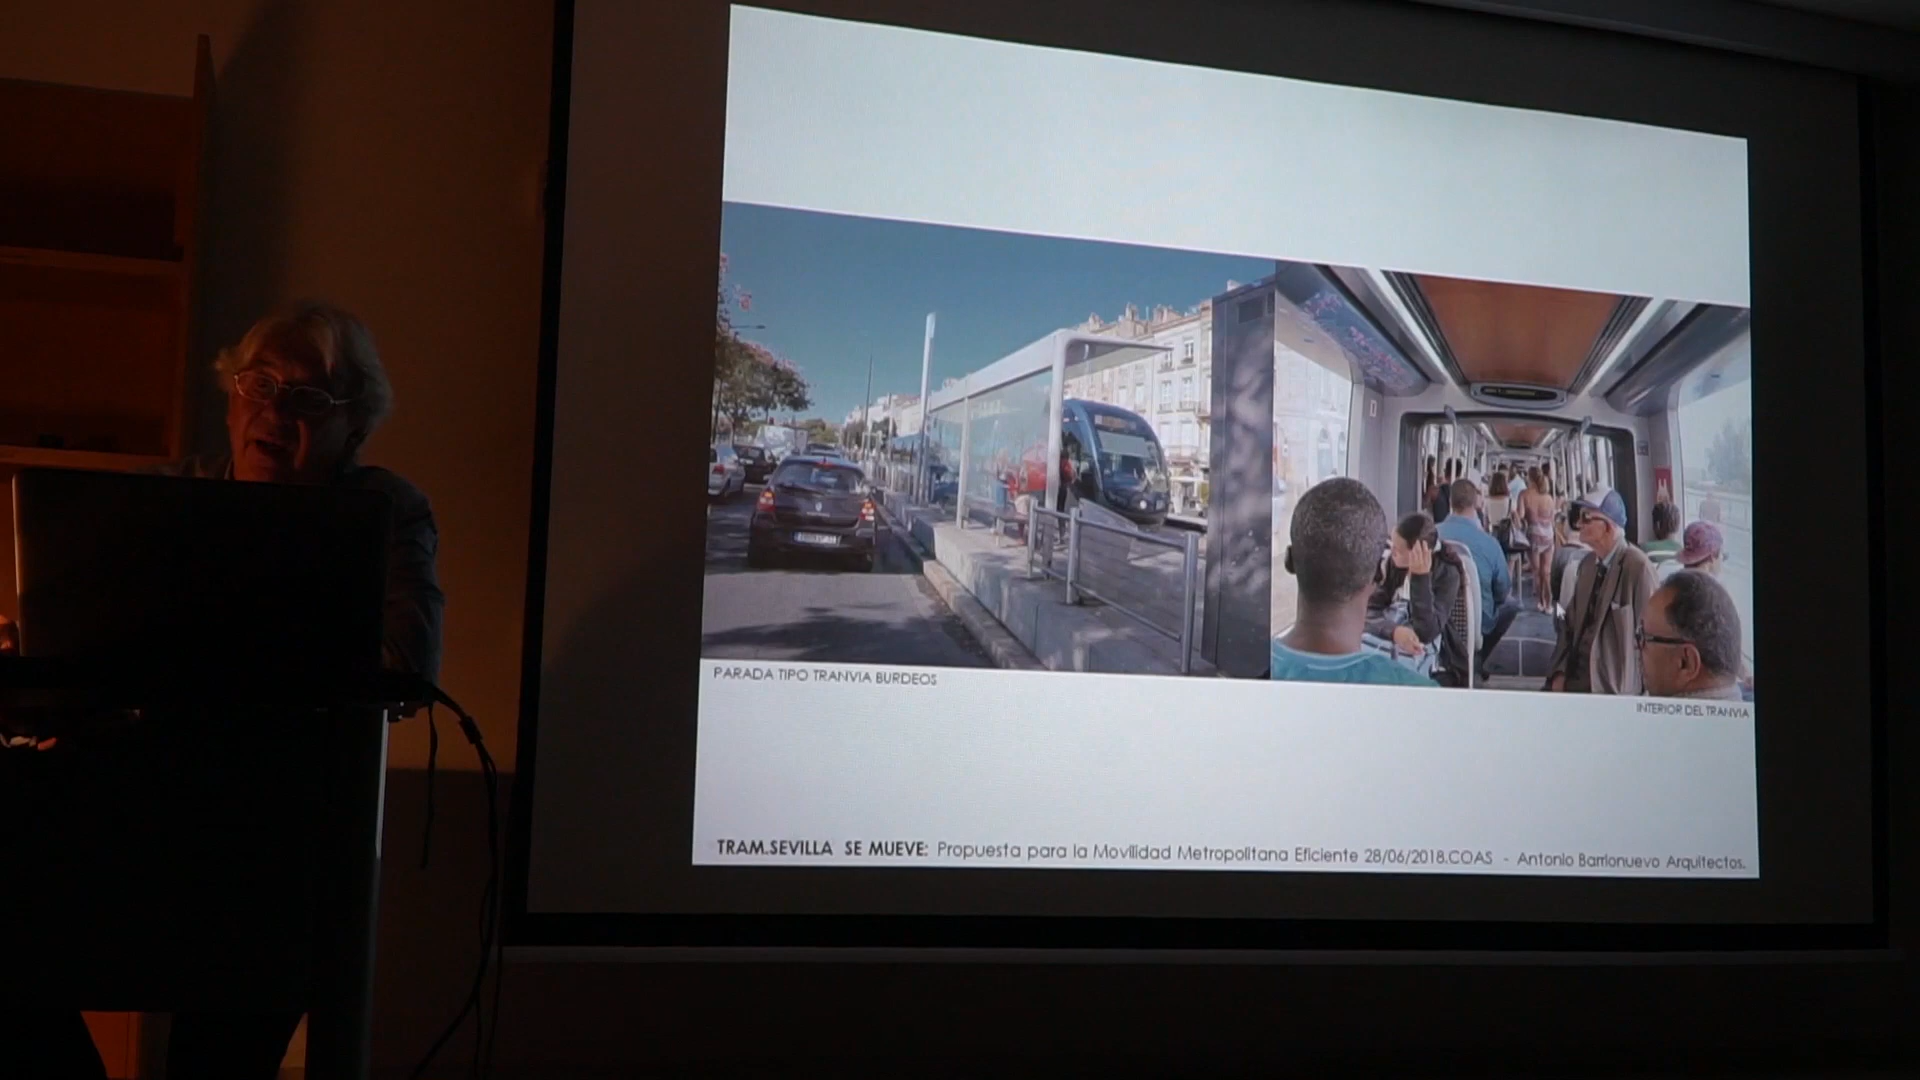 PARADA TIPO TRANVIA BURDEOS
INTERIOR DEL TRANVIA
TRAM.SEVILLA SE MUEVE: Propuesta para la Movilidad Metropolitana Eficiente 28/06/2018.COAS - Antonio Barrionuevo Arquitectos.